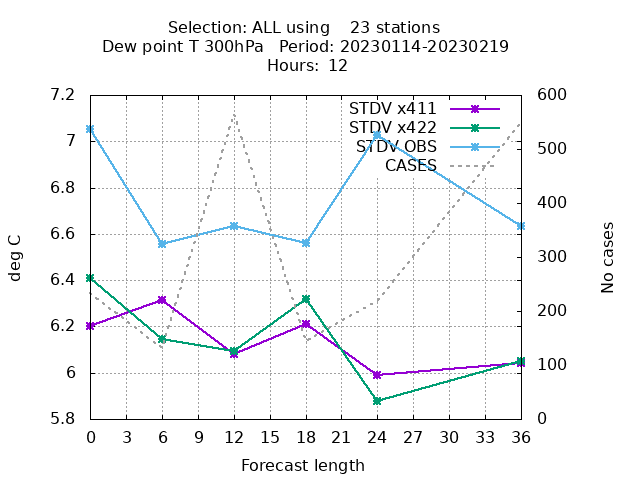 Selection: ALL using    23 stations
Dew point T 300hPa   Period: 20230114-20230219
Hours:  12
7.2
7
6.8
6.6
6.4
6.2
6
5.8
deg C
STDV x411
STDV x422
STDV OBS
CASES
600
500
400
300
200
100
0
No cases
0 3 6 9 12 15 18 21 24 27 30 33 36
Forecast length